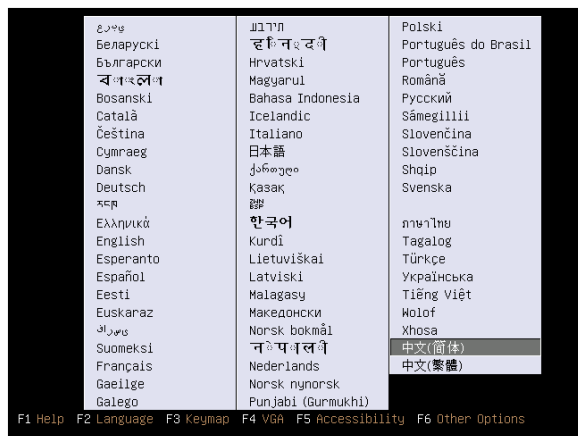 عربي
Беларускі
Български
বাংলা
Bosanski
Català
Čeština
Cymraeg
Dansk
Deutsch
Ελληνικά
English
Esperanto
Español
Eesti
Euskaraz
فارسی
Suomeksi
Français
Gaeilge
Galego
עברית
हिन्दी
Hrvatski
Magyarul
Bahasa Indonesia
Icelandic
Italiano
日本語
ქართული
Қазақ
한국어
Kurdî
Lietuviškai
Latviski
Malagasy
Македонски
Norsk bokmål
नेपाली
Nederlands
Norsk nynorsk
Punjabi (Gurmukhi)
Polski
Português do Brasil
Português
Română
Русский
Sámegillii
Slovenčina
Slovenščina
Shqip
Svenska
ภาษาไทย
Tagalog
Türkçe
Українська
Tiếng Việt
Wolof
Xhosa
中文(简体)
中文(繁體)
F1 Help F2 Language F3 Keymap F4 VGA F5 Accessibility F6 Other Options